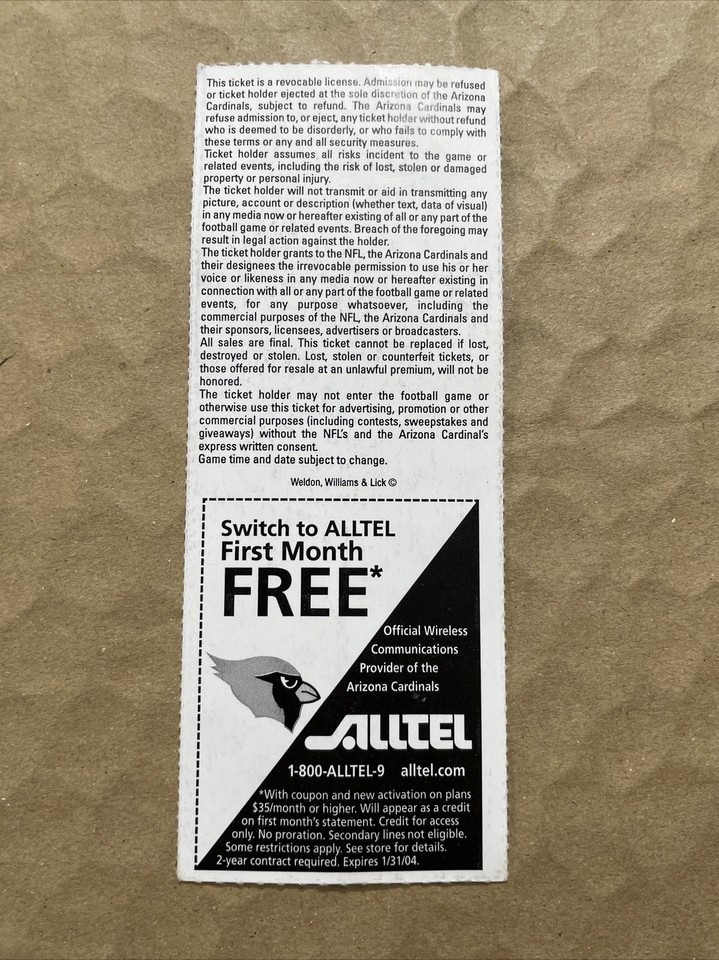 This ticket is a revocable license. Admission may be refused
or ticket holder ejected at the sole discretion of the Arizona
Cardinals, subject to refund. The Arizona Cardinals may
refuse admission to, or eject, any ticket holder without refund
who is deemed to be disorderly, or who fails to comply with
these terms or any and all security measures.
Ticket holder assumes all risks incident to the game or
related events, including the risk of lost, stolen or damaged
property or personal injury.
The ticket holder will not transmit or aid in transmitting any
picture, account or description (whether text, data of visual)
in any media now or hereafter existing of all or any part of the
football game or related events. Breach of the foregoing may
result in legal action against the holder.
The ticket holder grants to the NFL, the Arizona Cardinals and
their designees the irrevocable permission to use his or her
voice or likeness in any media now or hereafter existing in
connection with all or any part of the football game or related
events, for any purpose whatsoever, including the
commercial purposes of the NFL, the Arizona Cardinals and
their sponsors, licensees, advertisers or broadcasters.
All sales are final. This ticket cannot be replaced if lost,
destroyed or stolen. Lost, stolen or counterfeit tickets, or
those offered for resale at an unlawful premium, will not be
honored.
The ticket holder may not enter the football game or
otherwise use this ticket for advertising, promotion or other
commercial purposes (including contests, sweepstakes and
giveaways) without the NFL's and the Arizona Cardinal's
express written consent.
Game time and date subject to change.
Weldon, Williams & Lick ©
Switch to ALLTEL
First Month
FREE*
Official Wireless
Communications
Provider of the
Arizona Cardinals
ALLTEL
1-800-ALLTEL-9 alltel.com
*With coupon and new activation on plans
$35/month or higher. Will appear as a credit
on first month's statement. Credit for access
only. No proration. Secondary lines not eligible.
Some restrictions apply. See store for details.
2-year contract required. Expires 1/31/04.